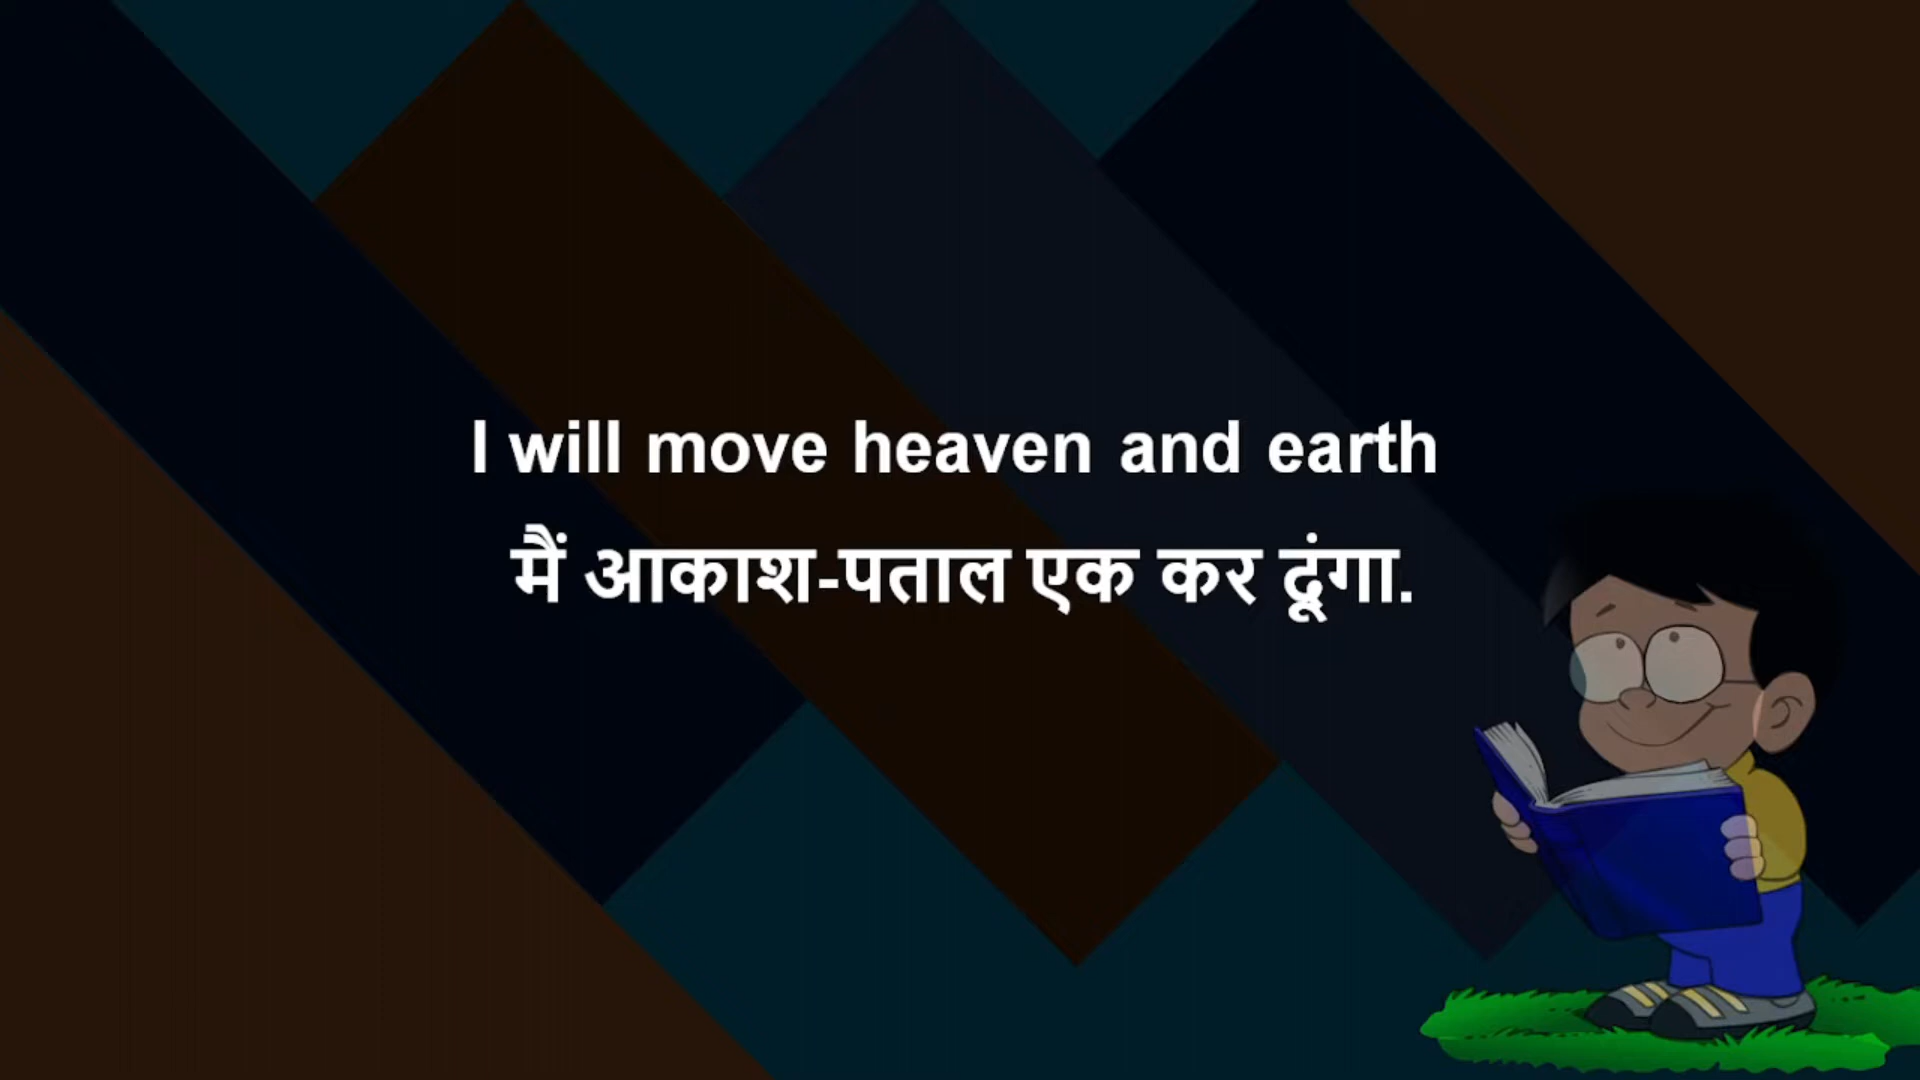 I will move heaven and earth
मैं आकाश-पताल एक कर ढूंगा.